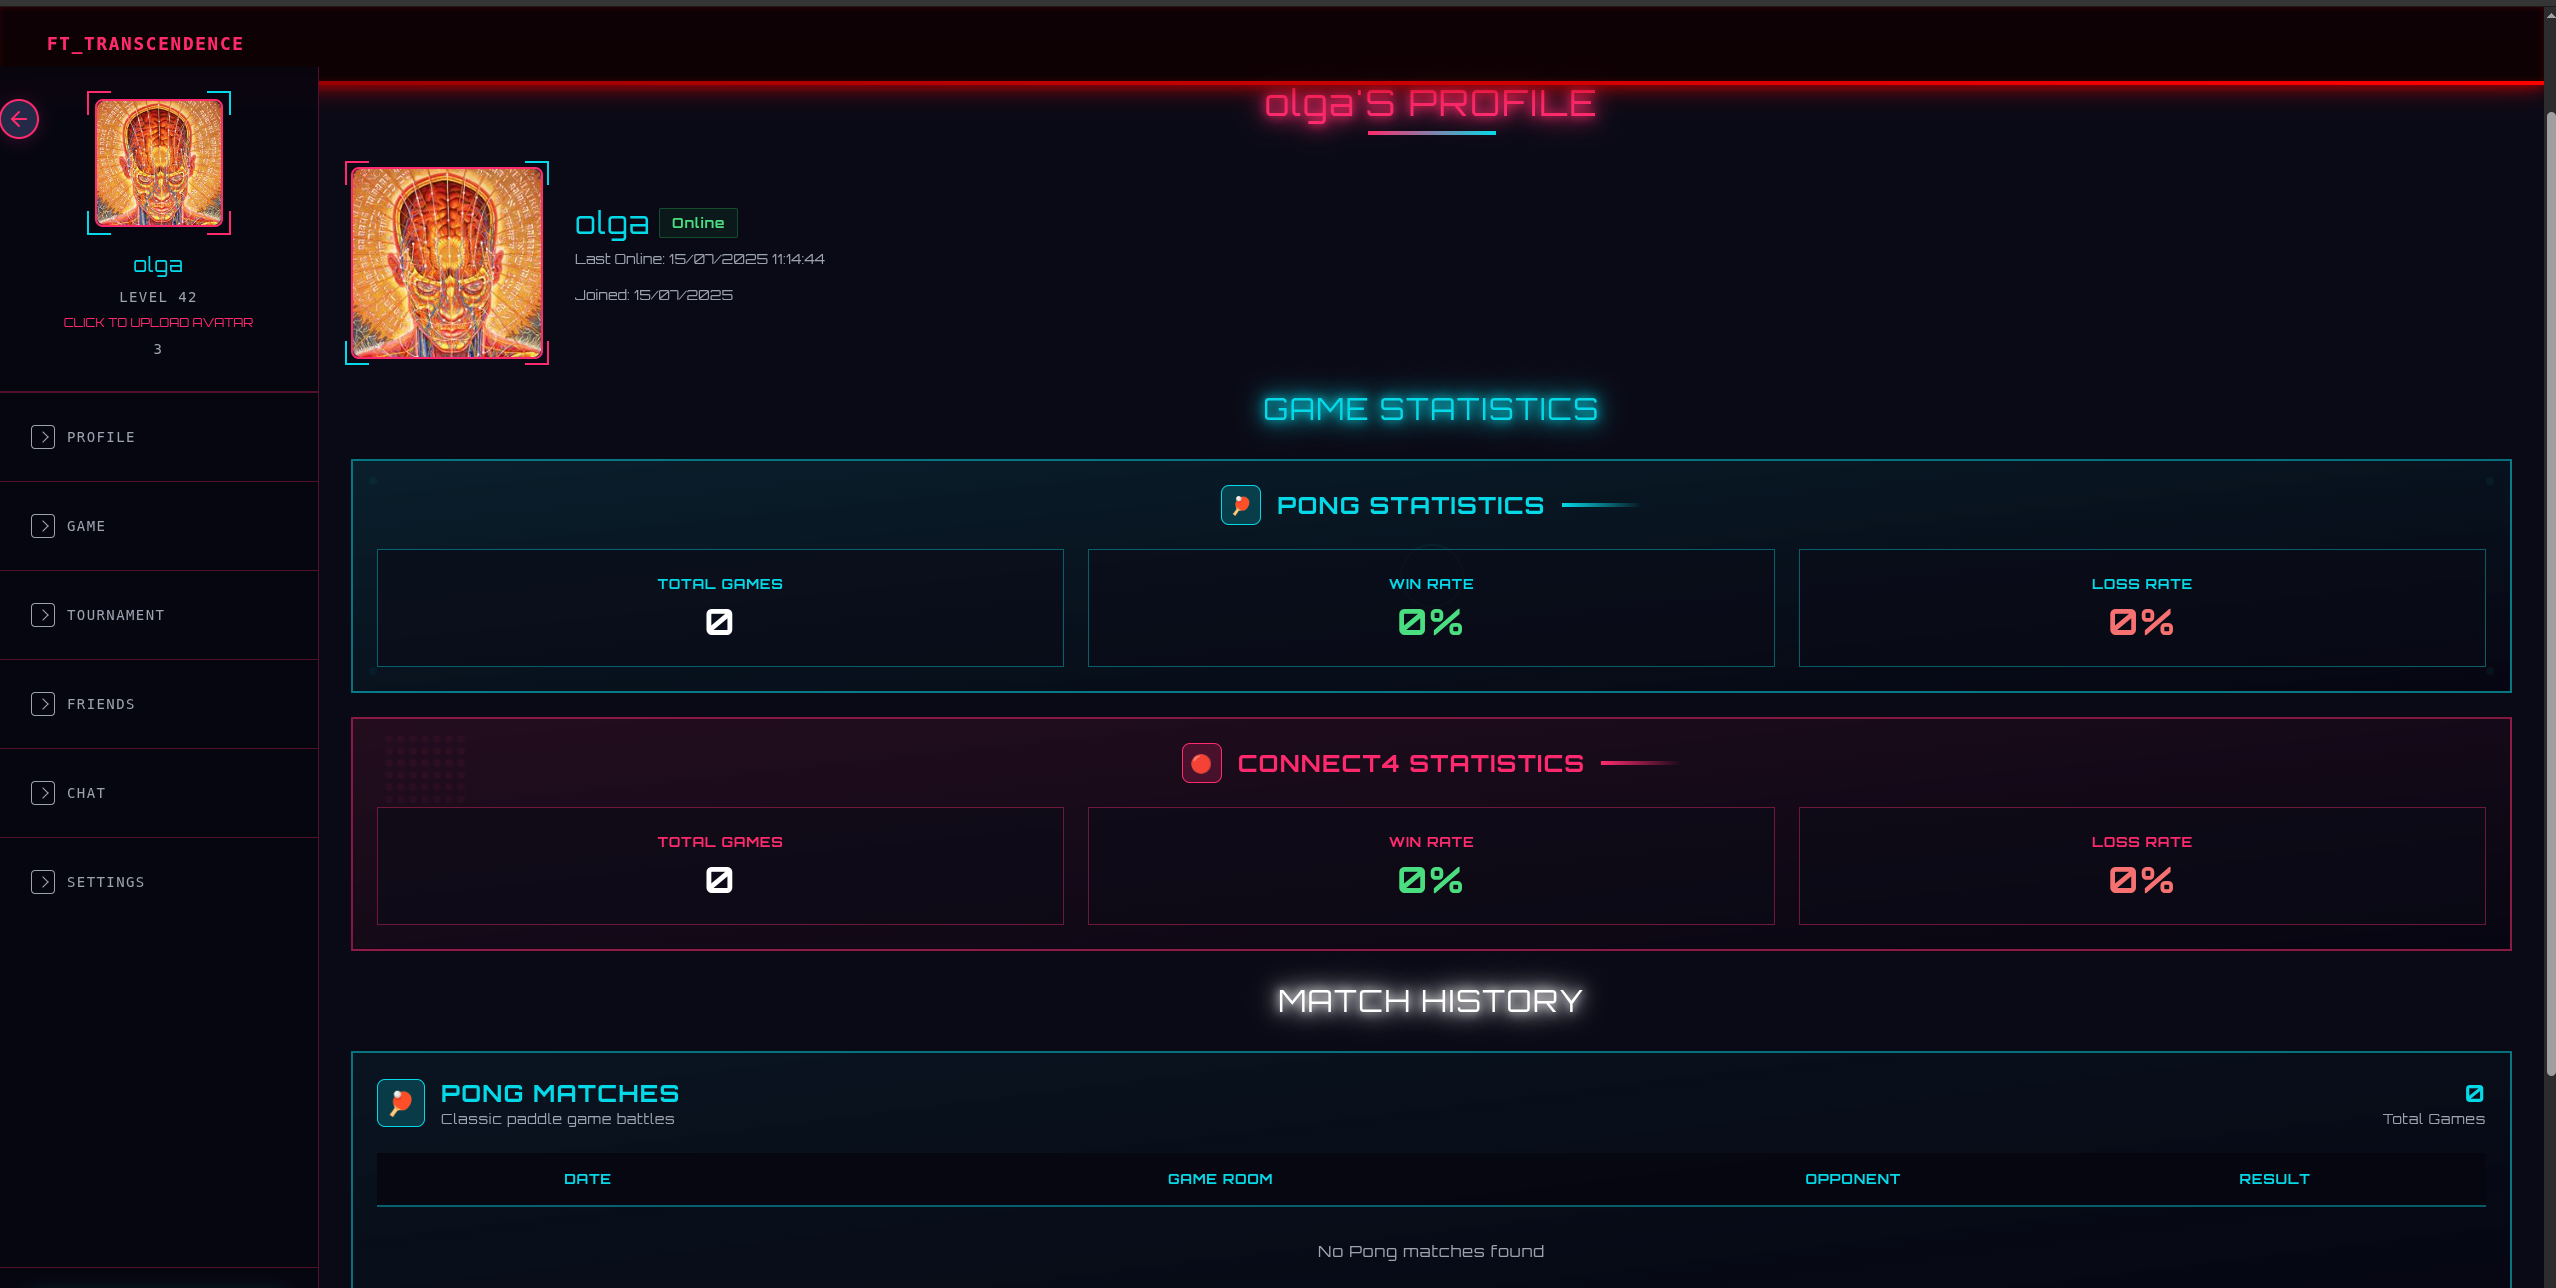 FT_TRANSCENDENCE
olga
LEVEL 42
CLICK TO UPLOAD AVATAR
3
PROFILE
GAME
TOURNAMENT
FRIENDS
CHAT
SETTINGS
olga'S PROFILE
olga Online
Last Online: 15/07/2025 11:14:44
Joined: 15/07/2025
GAME STATISTICS
PONG STATISTICS
TOTAL GAMES WIN RATE LOSS RATE
0 0% 0%
CONNECT4 STATISTICS
TOTAL GAMES WIN RATE LOSS RATE
0 0% 0%
MATCH HISTORY
PONG MATCHES 0
Classic paddle game battles Total Games
DATE GAME ROOM OPPONENT RESULT
No Pong matches found